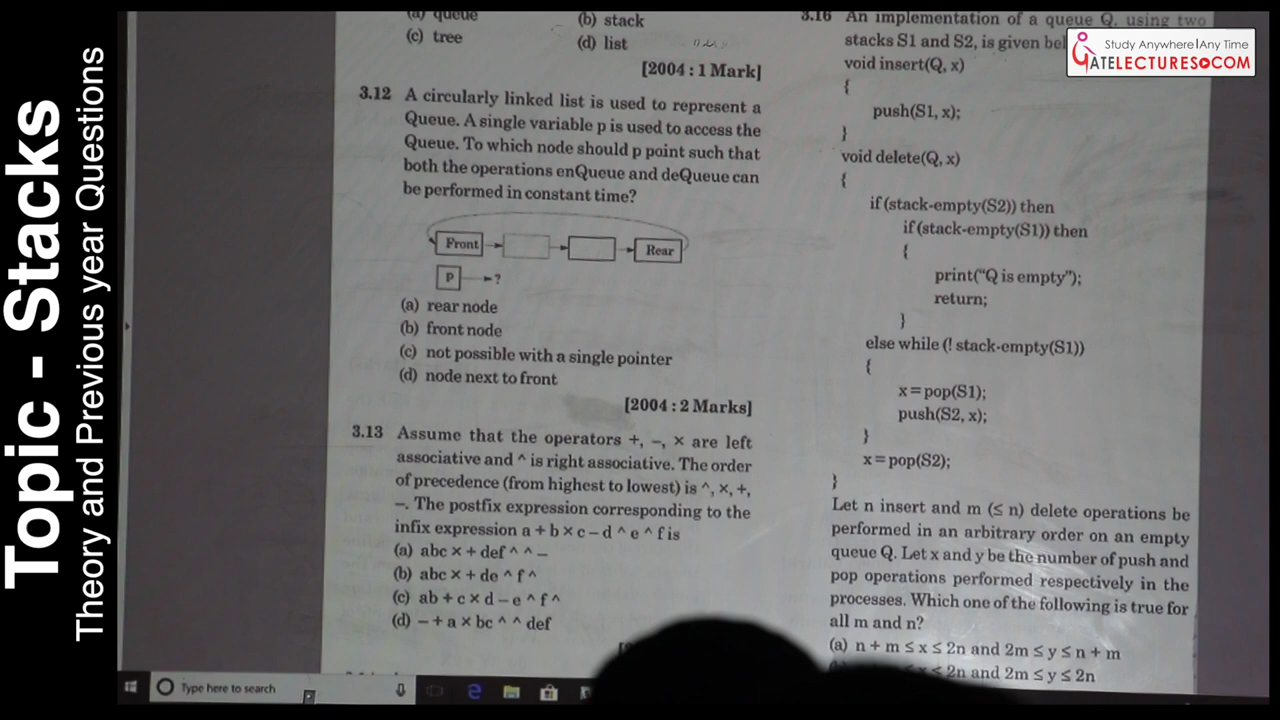 Topic - Stacks
Theory and Previous year Questions
(a) queue
(b) stack
(c) tree
(d) list
[2004 : 1 Mark]
3.12 A circularly linked list is used to represent a
Queue. A single variable p is used to access the
Queue. To which node should p point such that
both the operations enQueue and deQueue can
be performed in constant time?
Front
Rear
P
?
(a) rear node
(b) front node
(c) not possible with a single pointer
(d) node next to front
[2004 : 2 Marks]
3.13 Assume that the operators +, –, × are left
associative and ^ is right associative. The order
of precedence (from highest to lowest) is ^, ×, +,
–. The postfix expression corresponding to the
infix expression a + b × c – d ^ e ^ f is
(a) abc × + def ^ ^ –
(b) abc × + de ^ f ^
(c) ab + c × d – e ^ f ^
(d) – + a × bc ^ ^ def
3.16 An implementation of a queue Q, using two
stacks S1 and S2, is given
void insert(Q, x)
{
push(S1, x);
}
void delete(Q, x)
{
if (stack-empty(S2)) then
if (stack-empty(S1)) then
{
print("Q is empty");
return;
}
else while (! stack-empty(S1))
{
x = pop(S1);
push(S2, x);
}
x = pop(S2);
}
Let n insert and m (≤ n) delete operations be
performed in an arbitrary order on an empty
queue Q. Let x and y be the number of push and
pop operations performed respectively in the
processes. Which one of the following is true for
all m and n?
(a) n + m ≤ x ≤ 2n and 2m ≤ y ≤ n + m
≤ x ≤ 2n and 2m ≤ y ≤ 2n
Study Anywhere|Any Time
GATELECTURES.COM
Type here to search